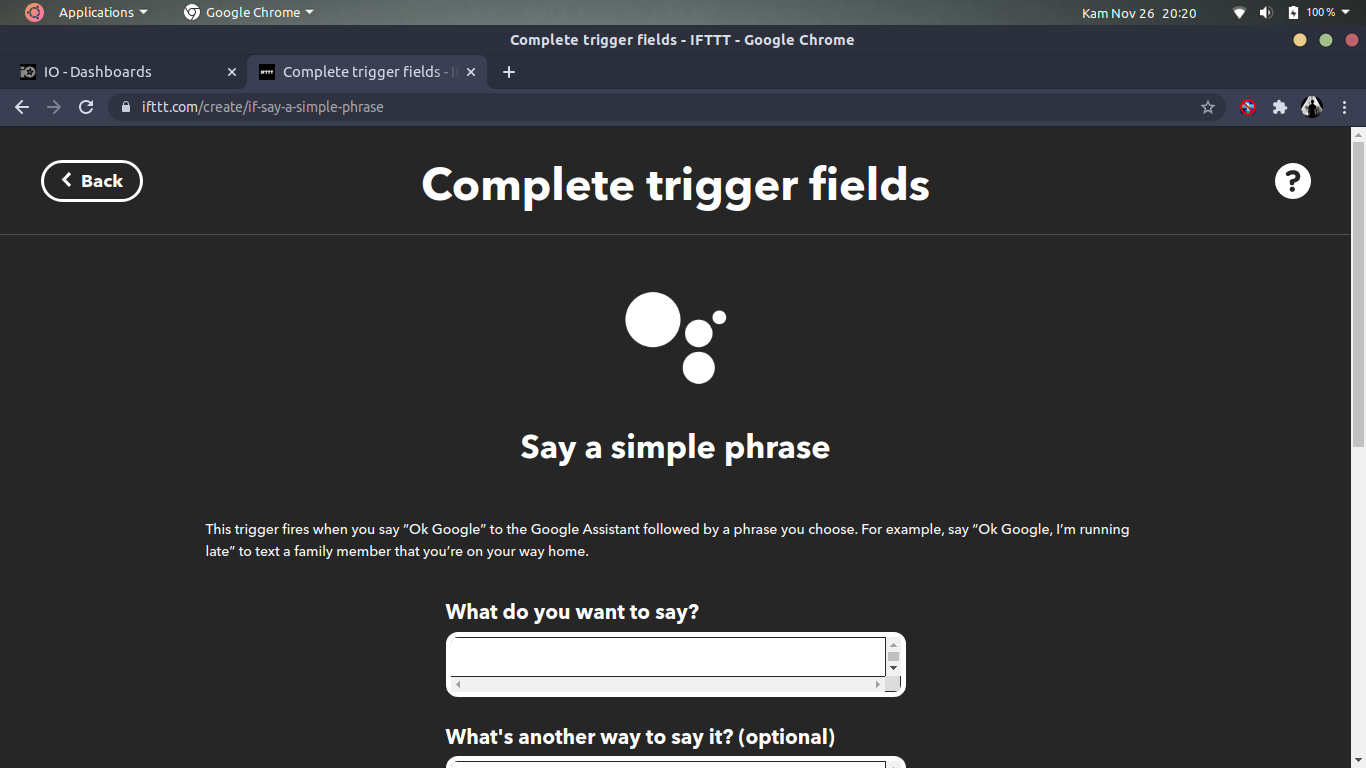 Applications
Google Chrome
Kam Nov 26 20:20
100 %
Complete trigger fields - IFTTT - Google Chrome
IO - Dashboards
IFTTT
Complete trigger fields - I
ifttt.com/create/if-say-a-simple-phrase
Back
Complete trigger fields
?
Say a simple phrase
This trigger fires when you say “Ok Google” to the Google Assistant followed by a phrase you choose. For example, say “Ok Google, I’m running
late” to text a family member that you’re on your way home.
What do you want to say?
What's another way to say it? (optional)